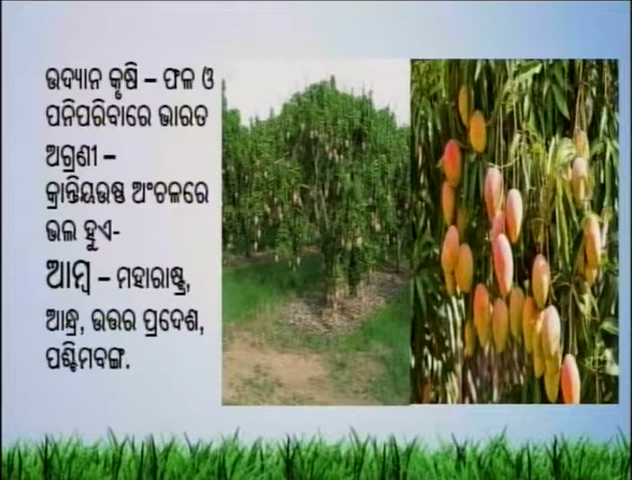 ଉଦ୍ୟାନ କୃଷି – ଫଳ ଓ
ପନିପରିବାରେ ଭାରତ
ଅଗ୍ରଣୀ –
କ୍ରାନ୍ତିୟଉଷ୍ଣ ଅଂଚଳରେ
ଭଲ ହୁଏ-
ଆମ୍ବ – ମହାରାଷ୍ଟ୍ର,
ଆନ୍ଧ୍ର, ଉତ୍ତର ପ୍ରଦେଶ,
ପଶ୍ଚିମବଙ୍ଗ.